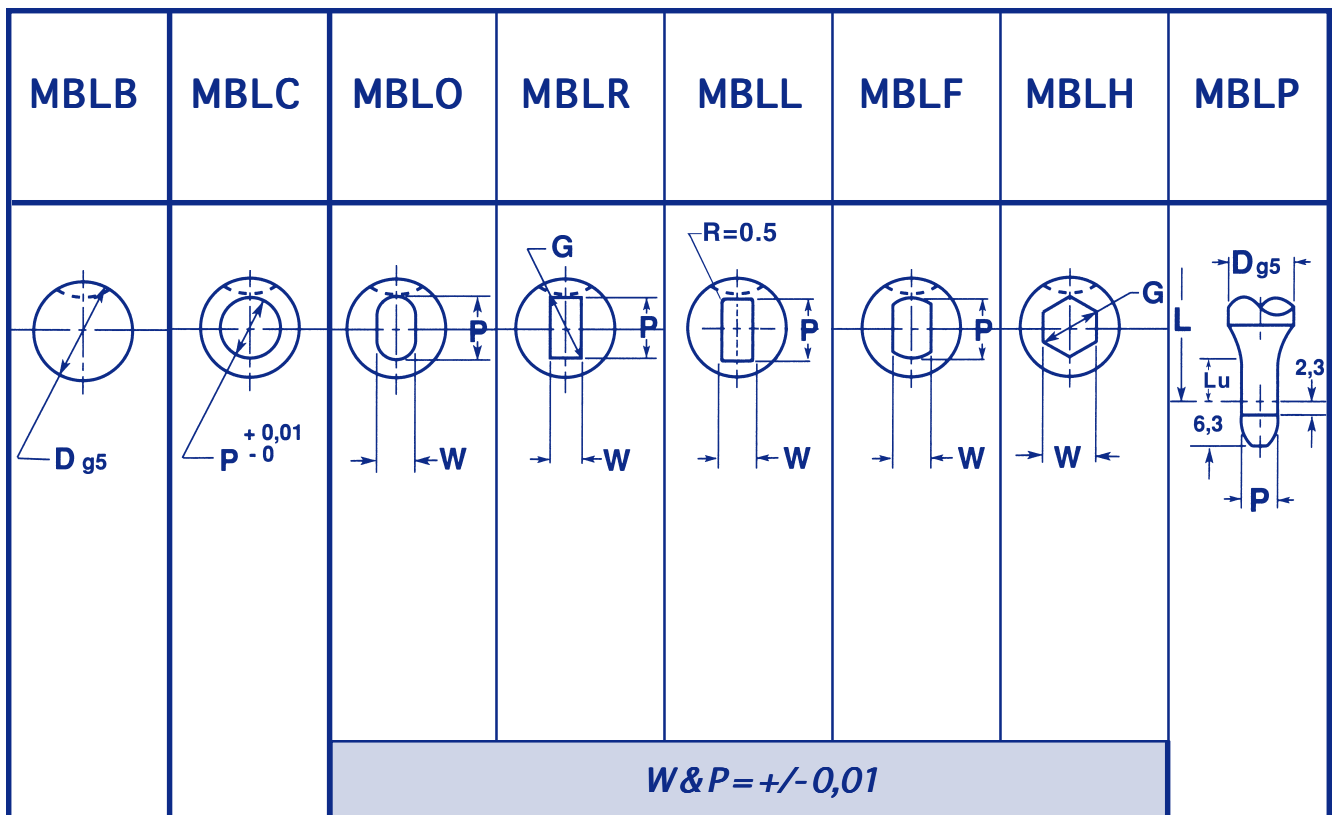 MBLB MBLC MBLO MBLR MBLL MBLF MBLH MBLP
D g5
P + 0,01
- 0
P
W
G
P
W
R=0.5
P
W
P
W
G
W
D g5
L
Lu
2,3
6,3
P
W & P = +/- 0,01